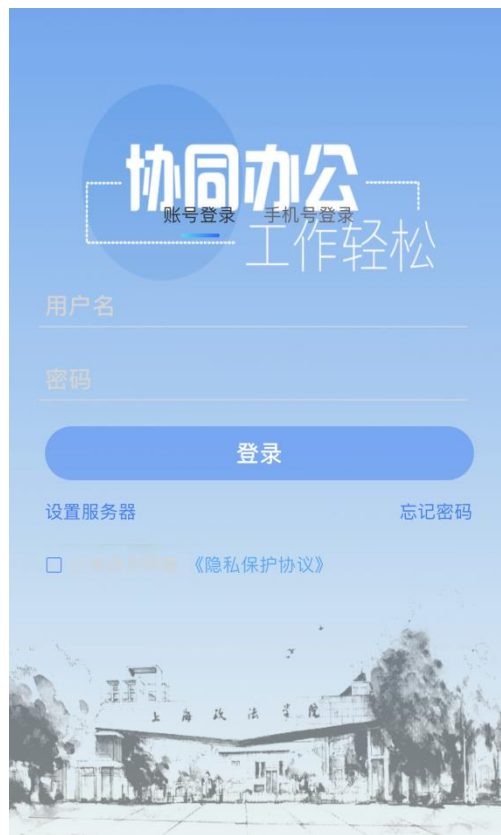 协同办公
账号登录 手机号登录
工作轻松
用户名
密码
登录
设置服务器 忘记密码
《隐私保护协议》
上海政法学院